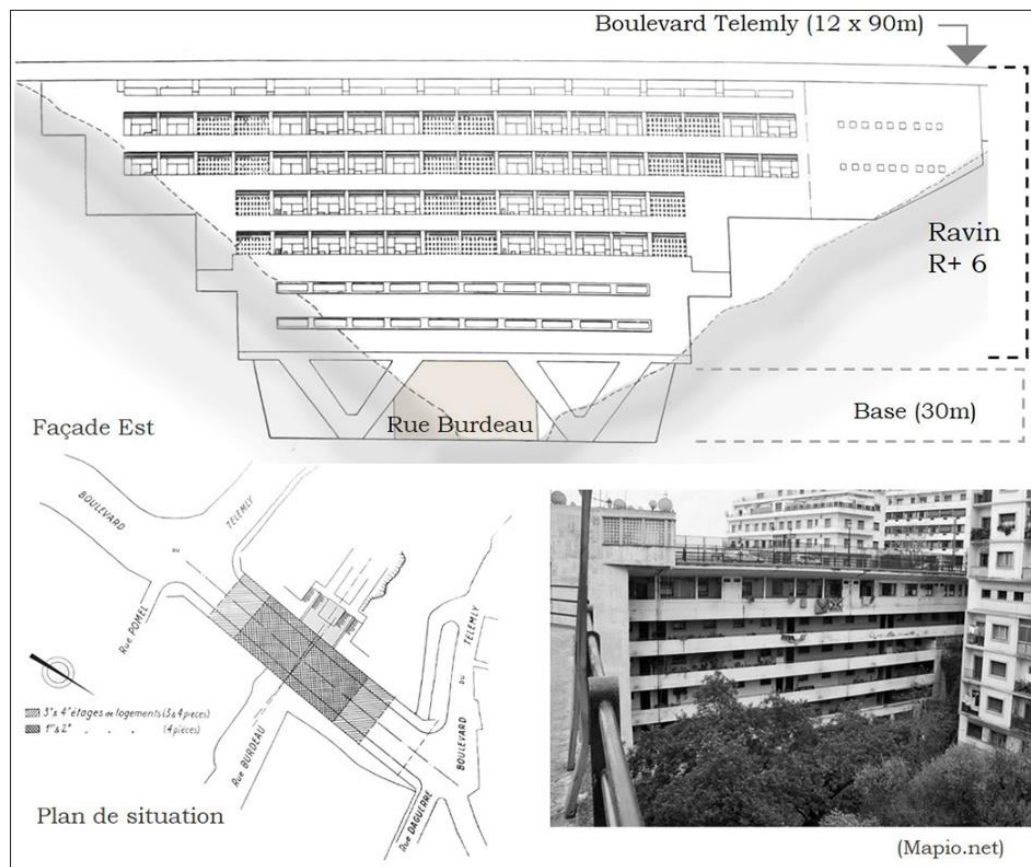 Boulevard Telemly (12 x 90m)
Ravin
R+ 6
Rue Burdeau
Base (30m)
Façade Est
BOULEVARD
DU
TELEMLY
Rue POMEL
TELEMLY
DU
BOULEVARD
3e & 4e étages de logements (3 & 4 pièces)
1er & 2e . . . (4 pièces)
Rue BURDEAU
Rue DAGUERRE
Plan de situation
(Mapio.net)